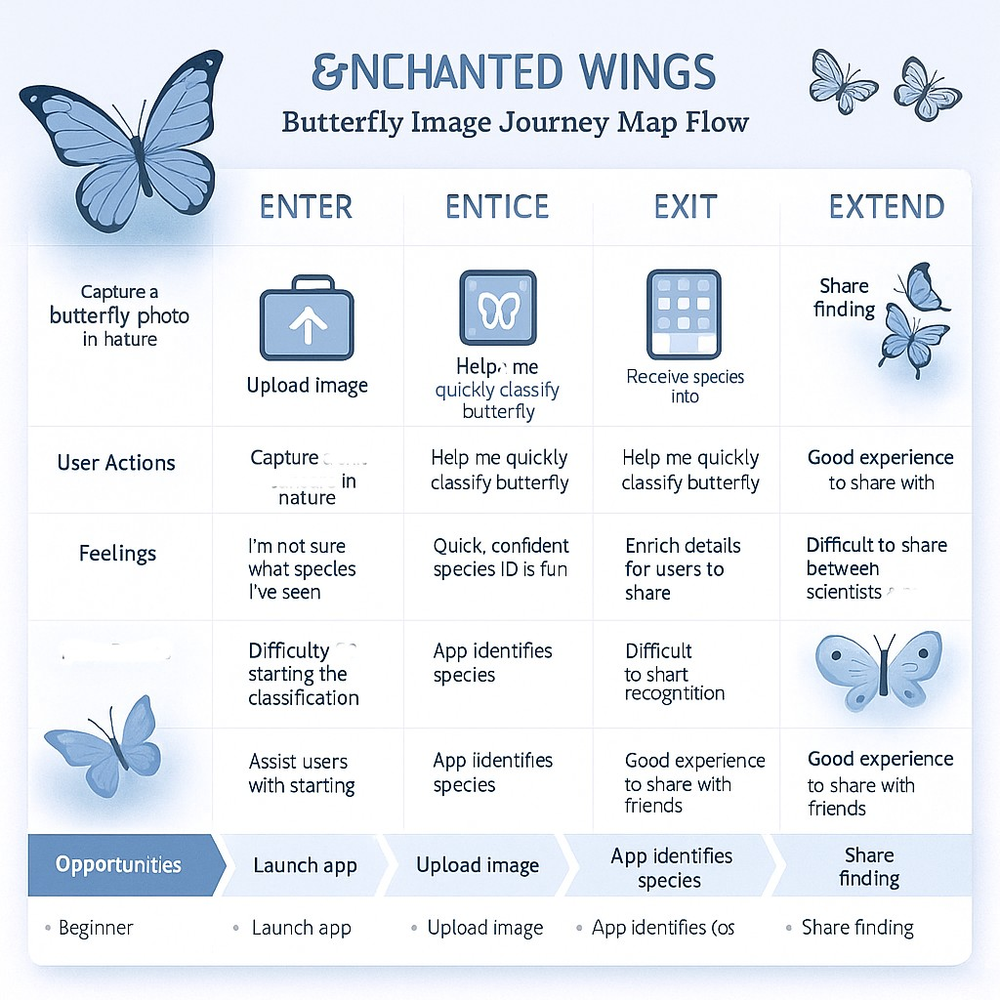 &NCHANTED WINGS
Butterfly Image Journey Map Flow
ENTER
ENTICE
EXIT
EXTEND
Capture a
butterfly photo
in hature
Upload image
Help me
quickly classify
butterfly
Receive species
into
Share
finding
User Actions
Capture
in
nature
Help me quickly
classify butterfly
Help me quickly
classify butterfly
Good experience
to share with
Feelings
I'm not sure
what specles
I've seen
Quick, confident
species ID is fun
Enrich details
for users to
share
Difficult to share
between
scientists
Difficulty
starting the
classification
App identifies
species
Difficult
to shart
recogntition
Assist users
with starting
App iidentifies
species
Good experience
to share with
friends
Good experience
to share with
friends
Opportunities
Launch app
Upload image
App identifies
species
Share
finding
• Beginner
• Launch app
• Upload image
• App identifies (os
• Share finding